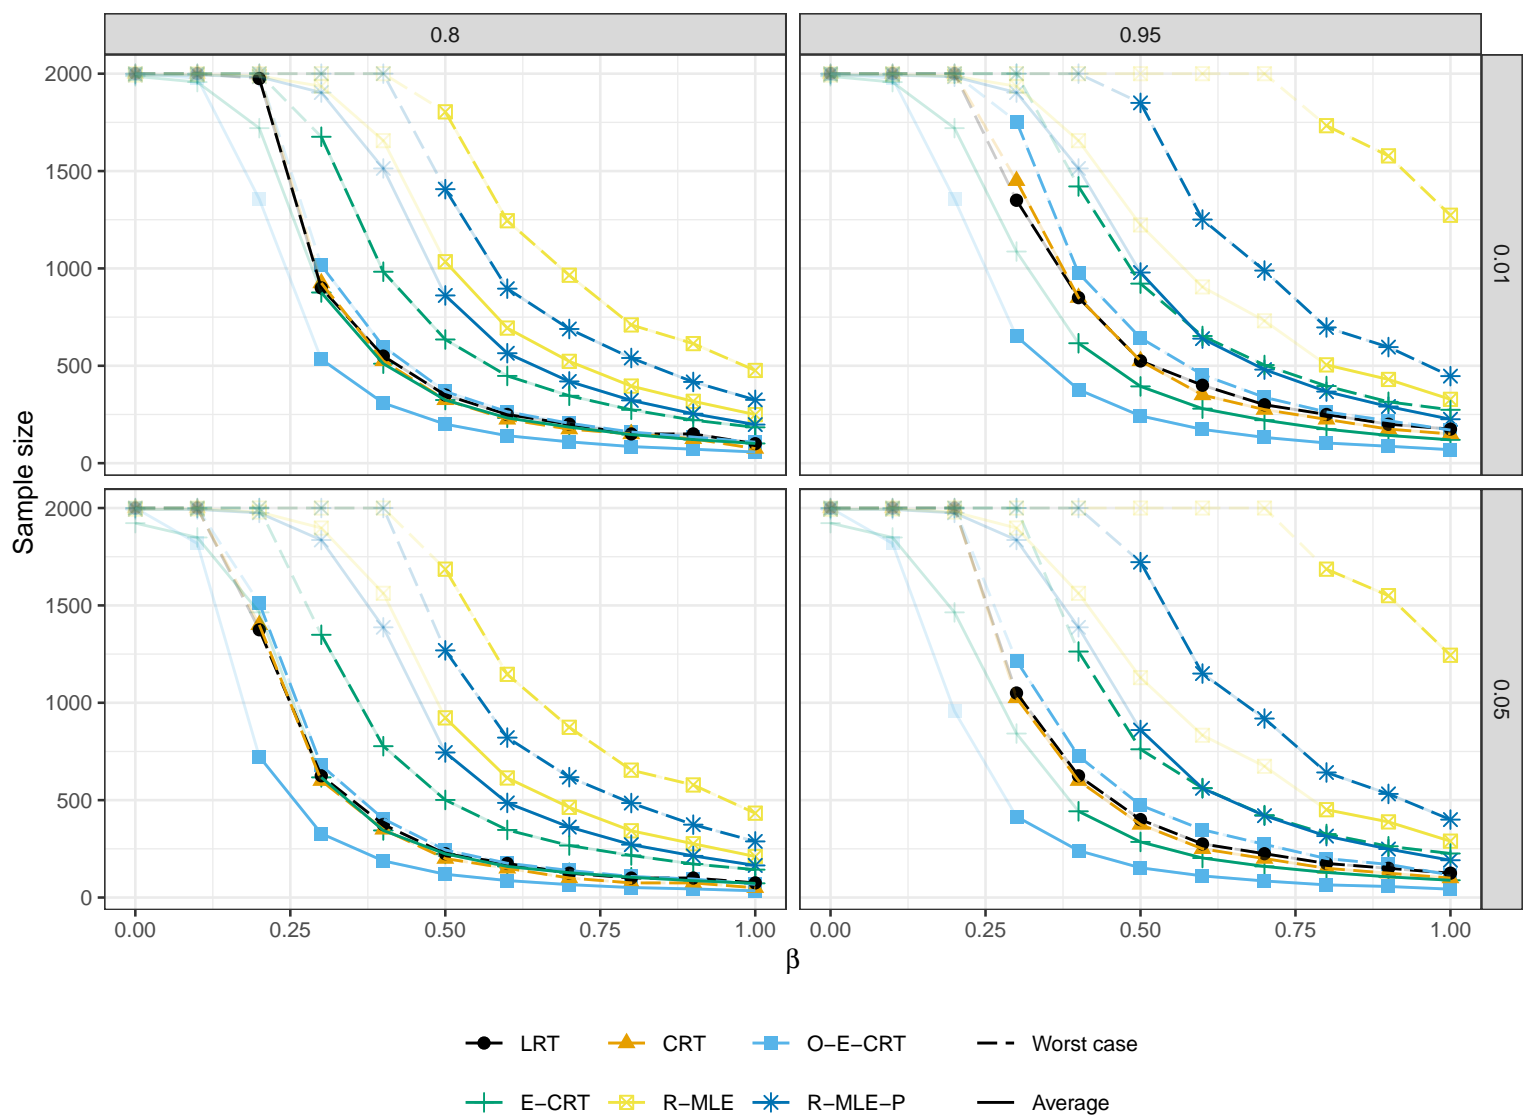 0.8 0.95
2000
1500
1000
500
0
0.01
2000
1500
1000
500
0
0.05
Sample size
0.00 0.25 0.50 0.75 1.00 0.00 0.25 0.50 0.75 1.00
β
LRT CRT O−E−CRT Worst case
E−CRT R−MLE R−MLE−P Average